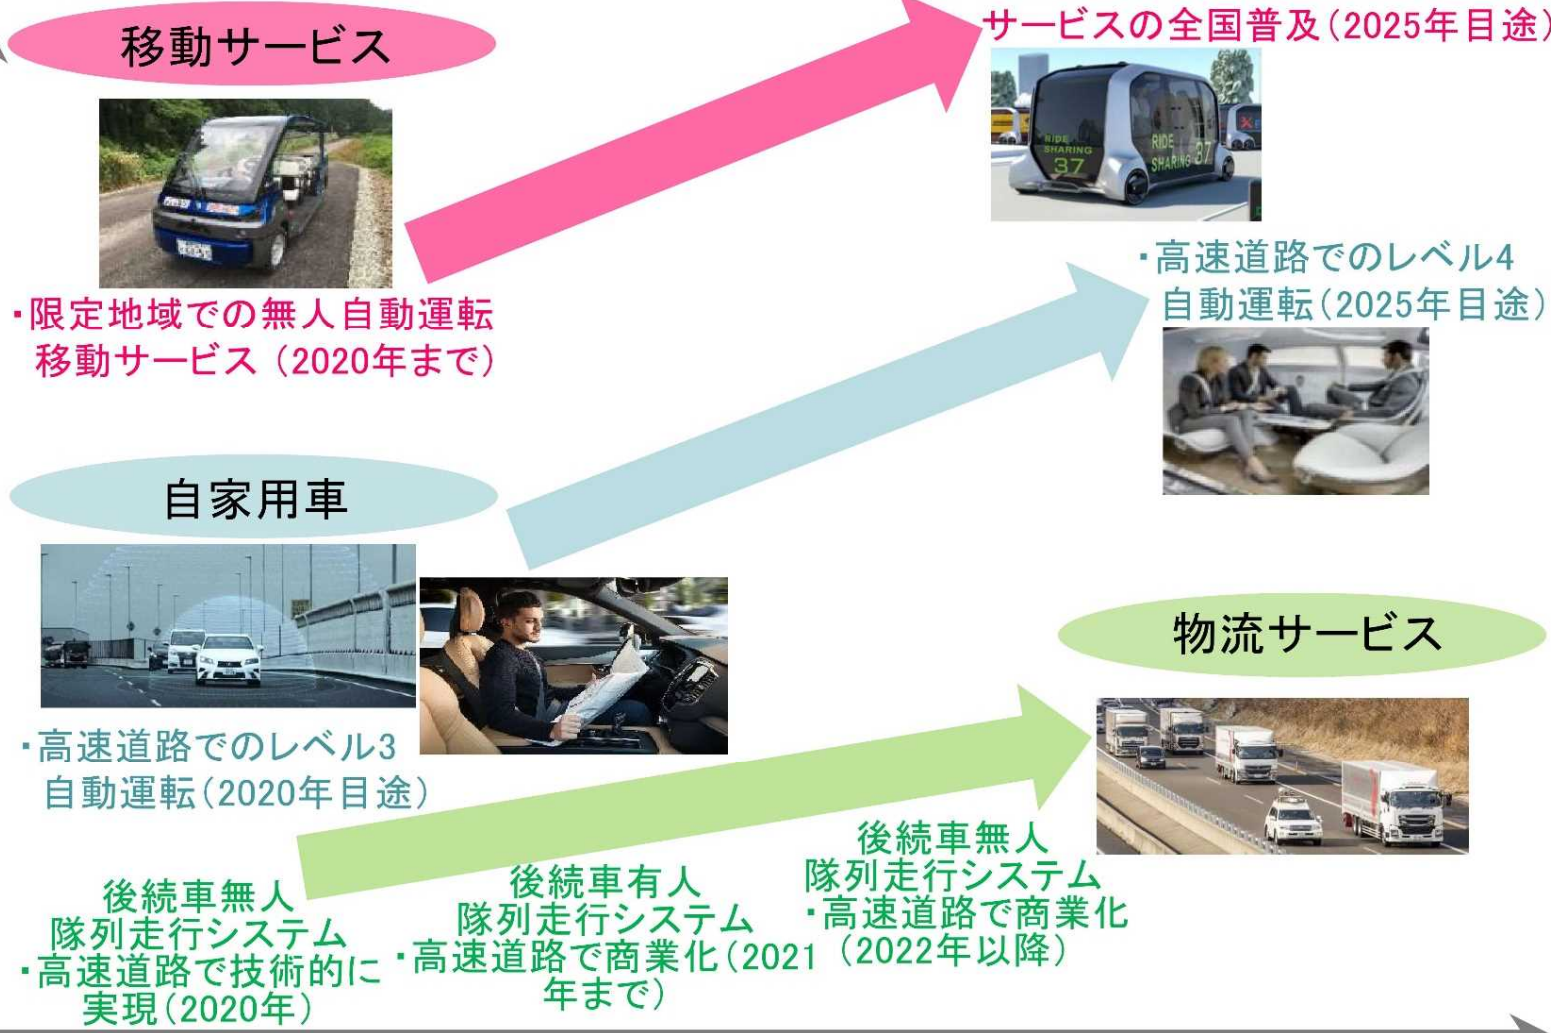 移動サービス
サービスの全国普及(2025年目途)
RIDE
SHARING
37
RIDE
SHARING 37
・限定地域での無人自動運転
移動サービス (2020年まで)
・高速道路でのレベル4
自動運転(2025年目途)
自家用車
・高速道路でのレベル3
自動運転(2020年目途)
物流サービス
後続車無人
隊列走行システム
・高速道路で技術的に
実現(2020年)
後続車有人
隊列走行システム
・高速道路で商業化(2021
年まで)
後続車無人
隊列走行システム
・高速道路で商業化
(2022年以降)